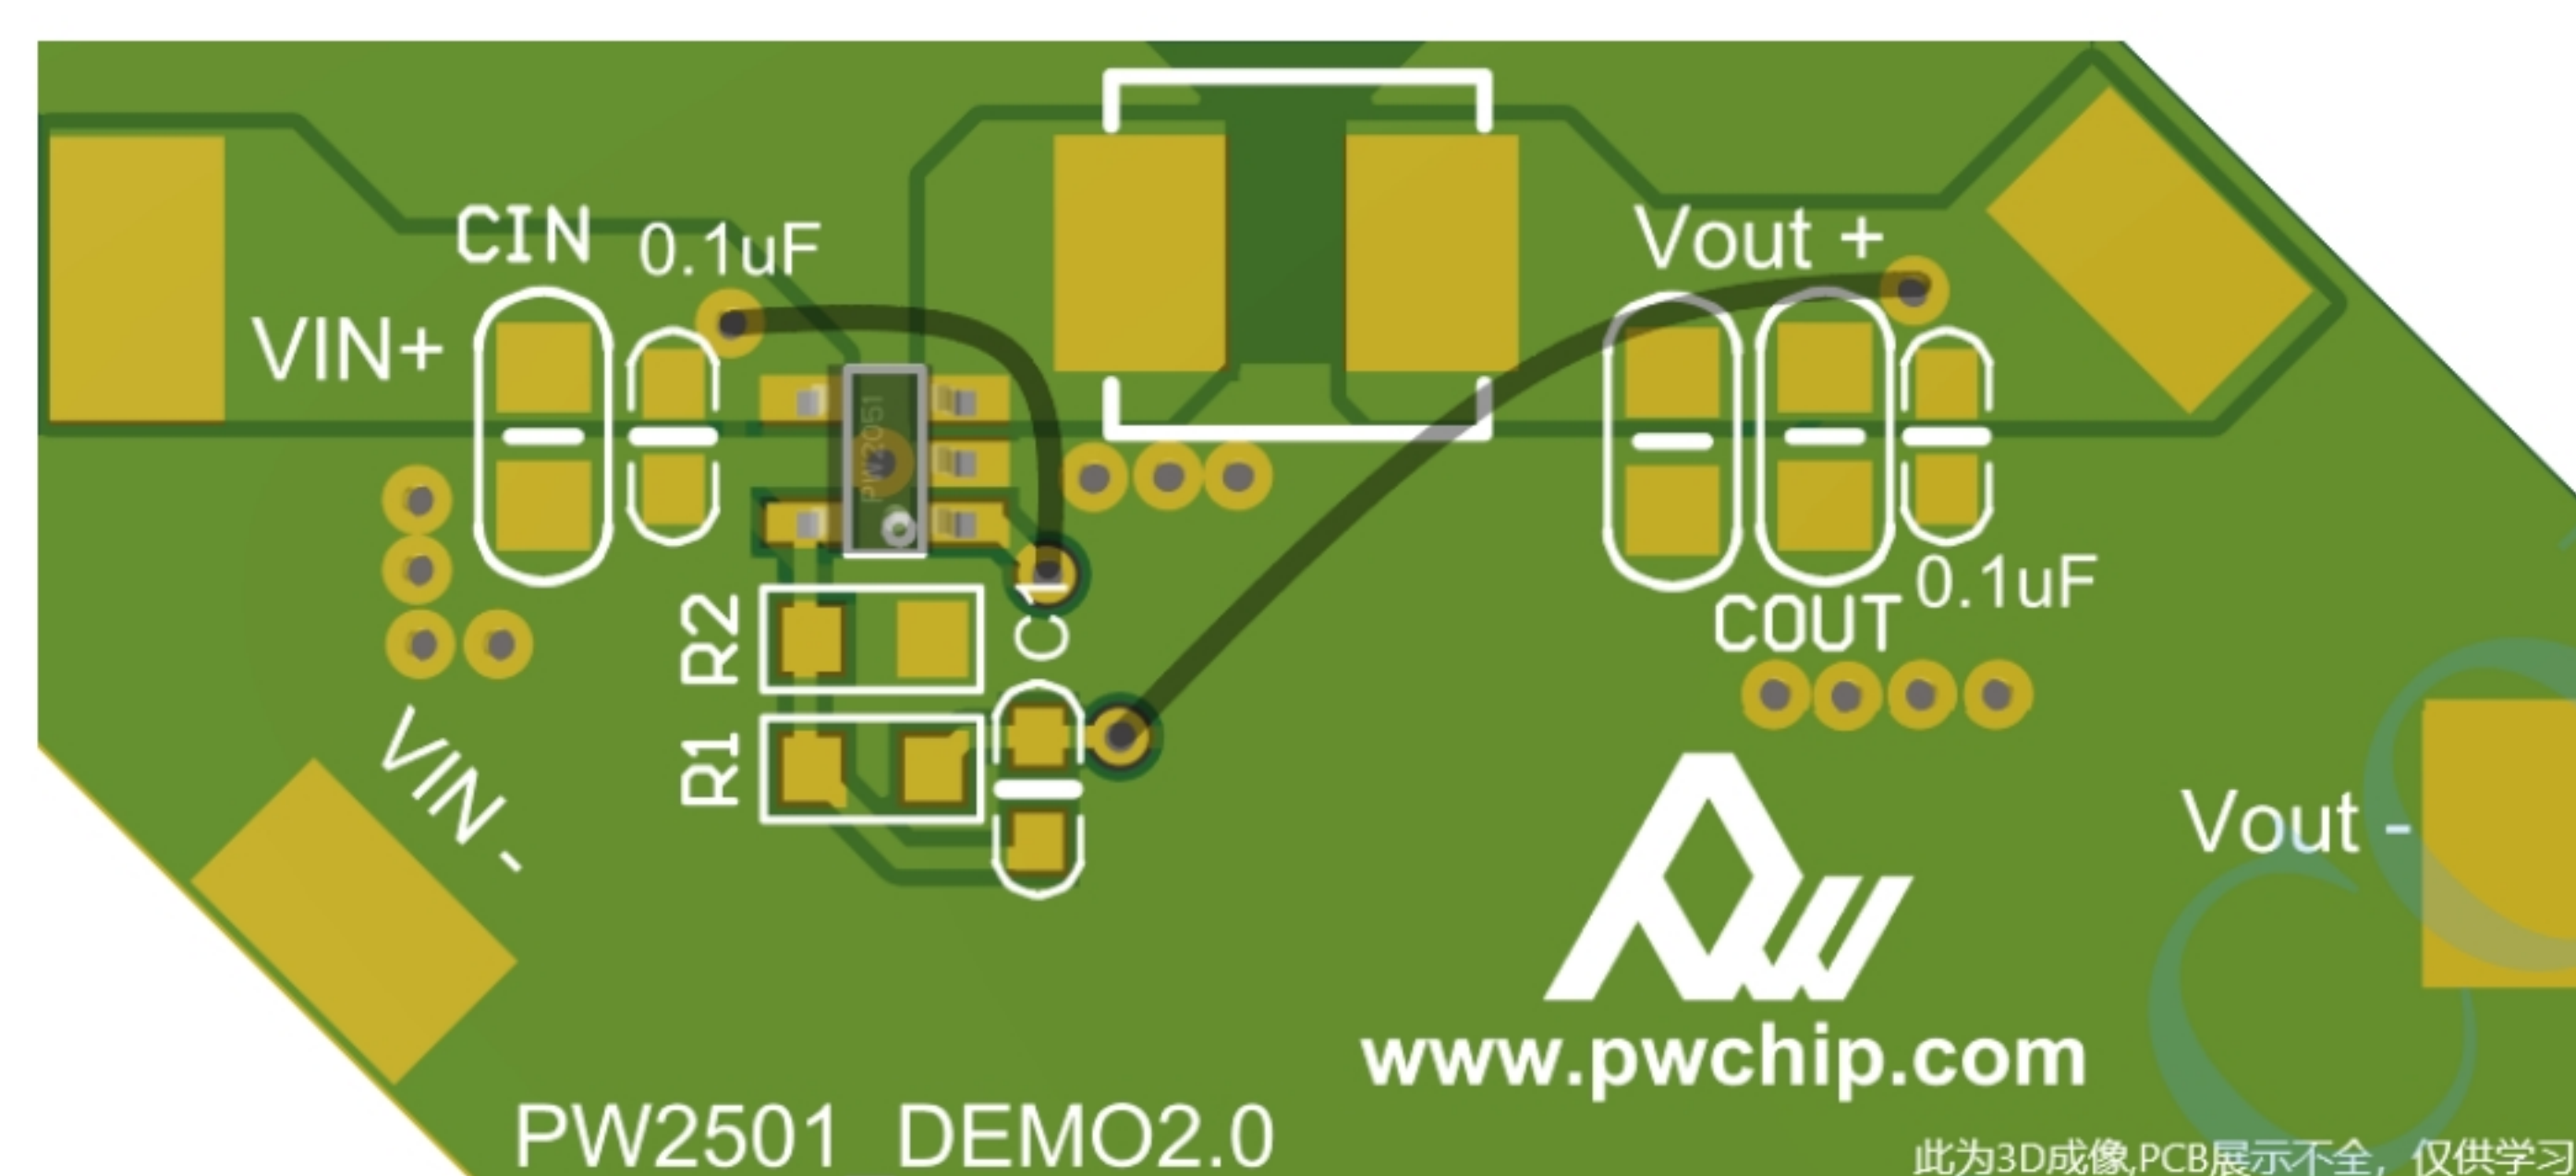 CIN
0.1uF
VIN+
Vout +
PW2051
0.1uF
COUT
R2
C1
R1
VIN -
Vout -
www.pwchip.com
PW2501 DEMO2.0
此为3D成像,PCB展示不全，仅供学习